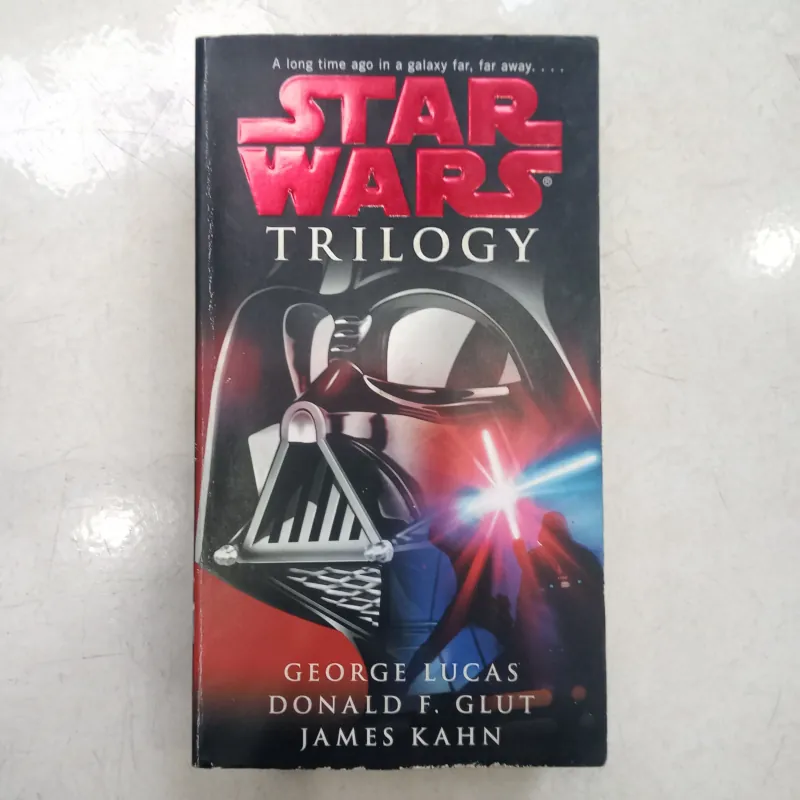 A long time ago in a galaxy far, far away. . . .
STAR
WARS®
TRILOGY
GEORGE LUCAS
DONALD F. GLUT
JAMES KAHN